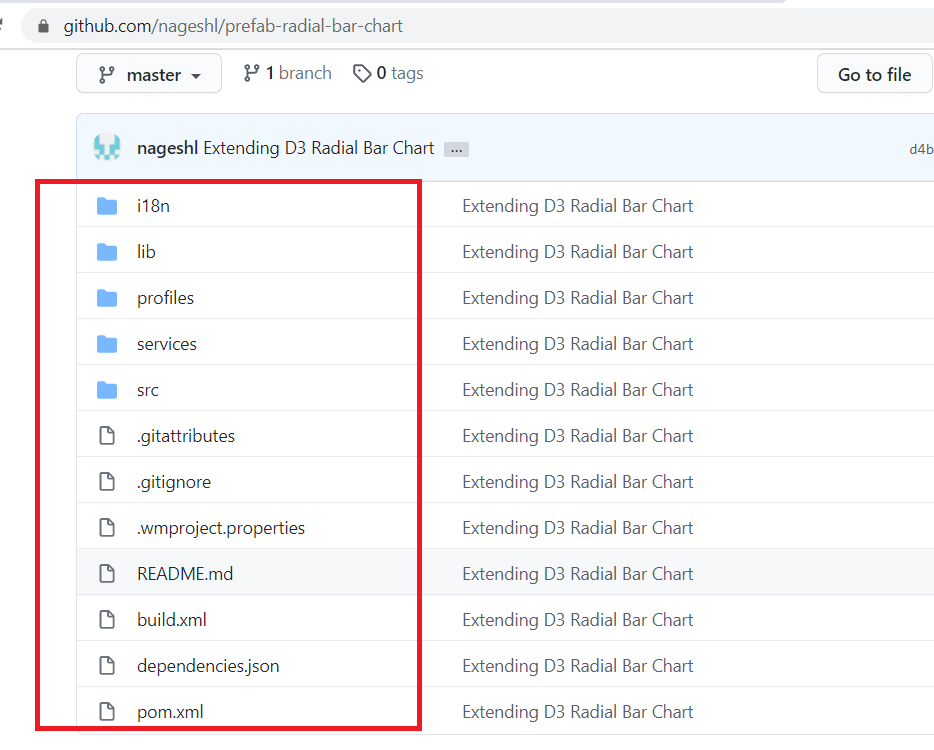 github.com/nageshl/prefab-radial-bar-chart
master 1 branch 0 tags Go to file
nageshl Extending D3 Radial Bar Chart ... d4b
i18n Extending D3 Radial Bar Chart
lib Extending D3 Radial Bar Chart
profiles Extending D3 Radial Bar Chart
services Extending D3 Radial Bar Chart
src Extending D3 Radial Bar Chart
.gitattributes Extending D3 Radial Bar Chart
.gitignore Extending D3 Radial Bar Chart
.wmproject.properties Extending D3 Radial Bar Chart
README.md Extending D3 Radial Bar Chart
build.xml Extending D3 Radial Bar Chart
dependencies.json Extending D3 Radial Bar Chart
pom.xml Extending D3 Radial Bar Chart